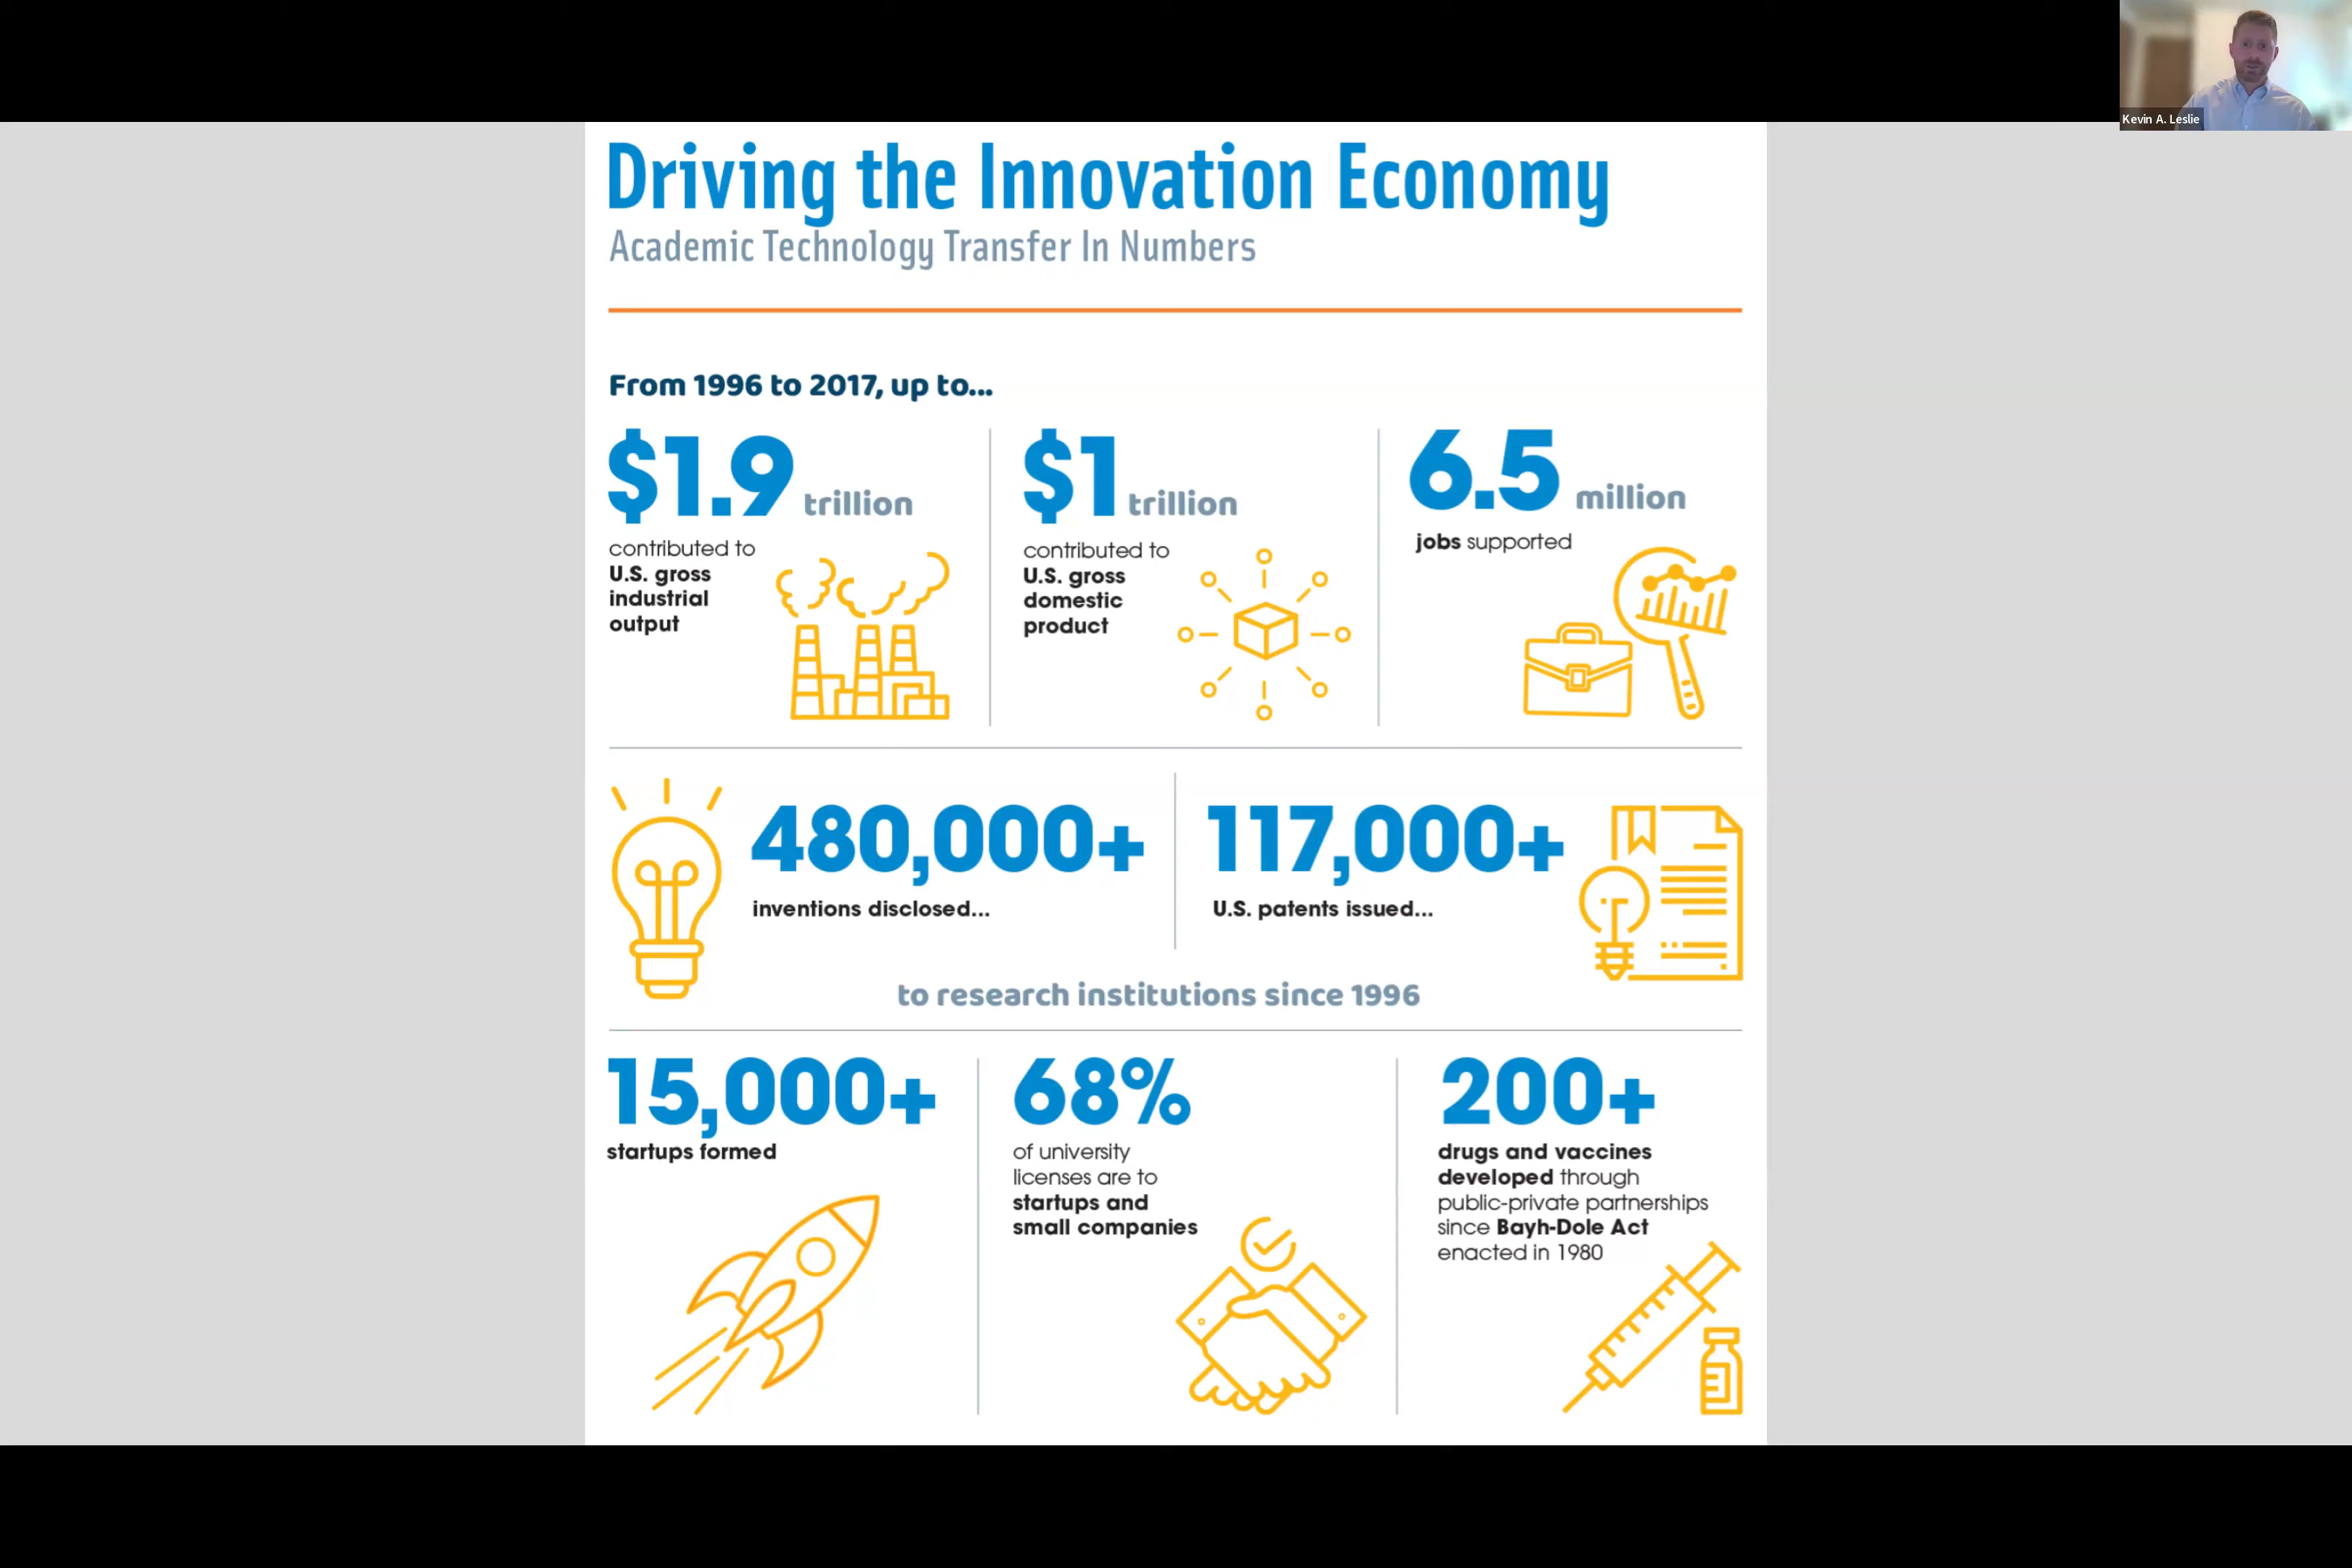 Kevin A. Leslie
Driving the Innovation Economy
Academic Technology Transfer In Numbers
From 1996 to 2017, up to...
$1.9 trillion
contributed to
U.S. gross
industrial
output
$1 trillion
contributed to
U.S. gross
domestic
product
6.5 million
jobs supported
480,000+
inventions disclosed...
117,000+
U.S. patents issued...
to research institutions since 1996
15,000+
startups formed
68%
of university
licenses are to
startups and
small companies
200+
drugs and vaccines
developed through
public-private partnerships
since Bayh-Dole Act
enacted in 1980